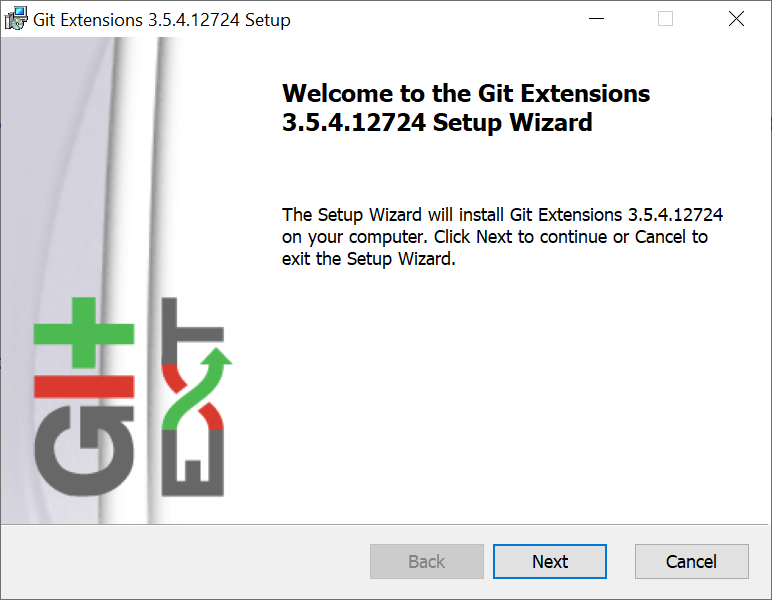 Git Extensions 3.5.4.12724 Setup
Welcome to the Git Extensions
3.5.4.12724 Setup Wizard
The Setup Wizard will install Git Extensions 3.5.4.12724
on your computer. Click Next to continue or Cancel to
exit the Setup Wizard.
GIt
EXT
Back
Next
Cancel